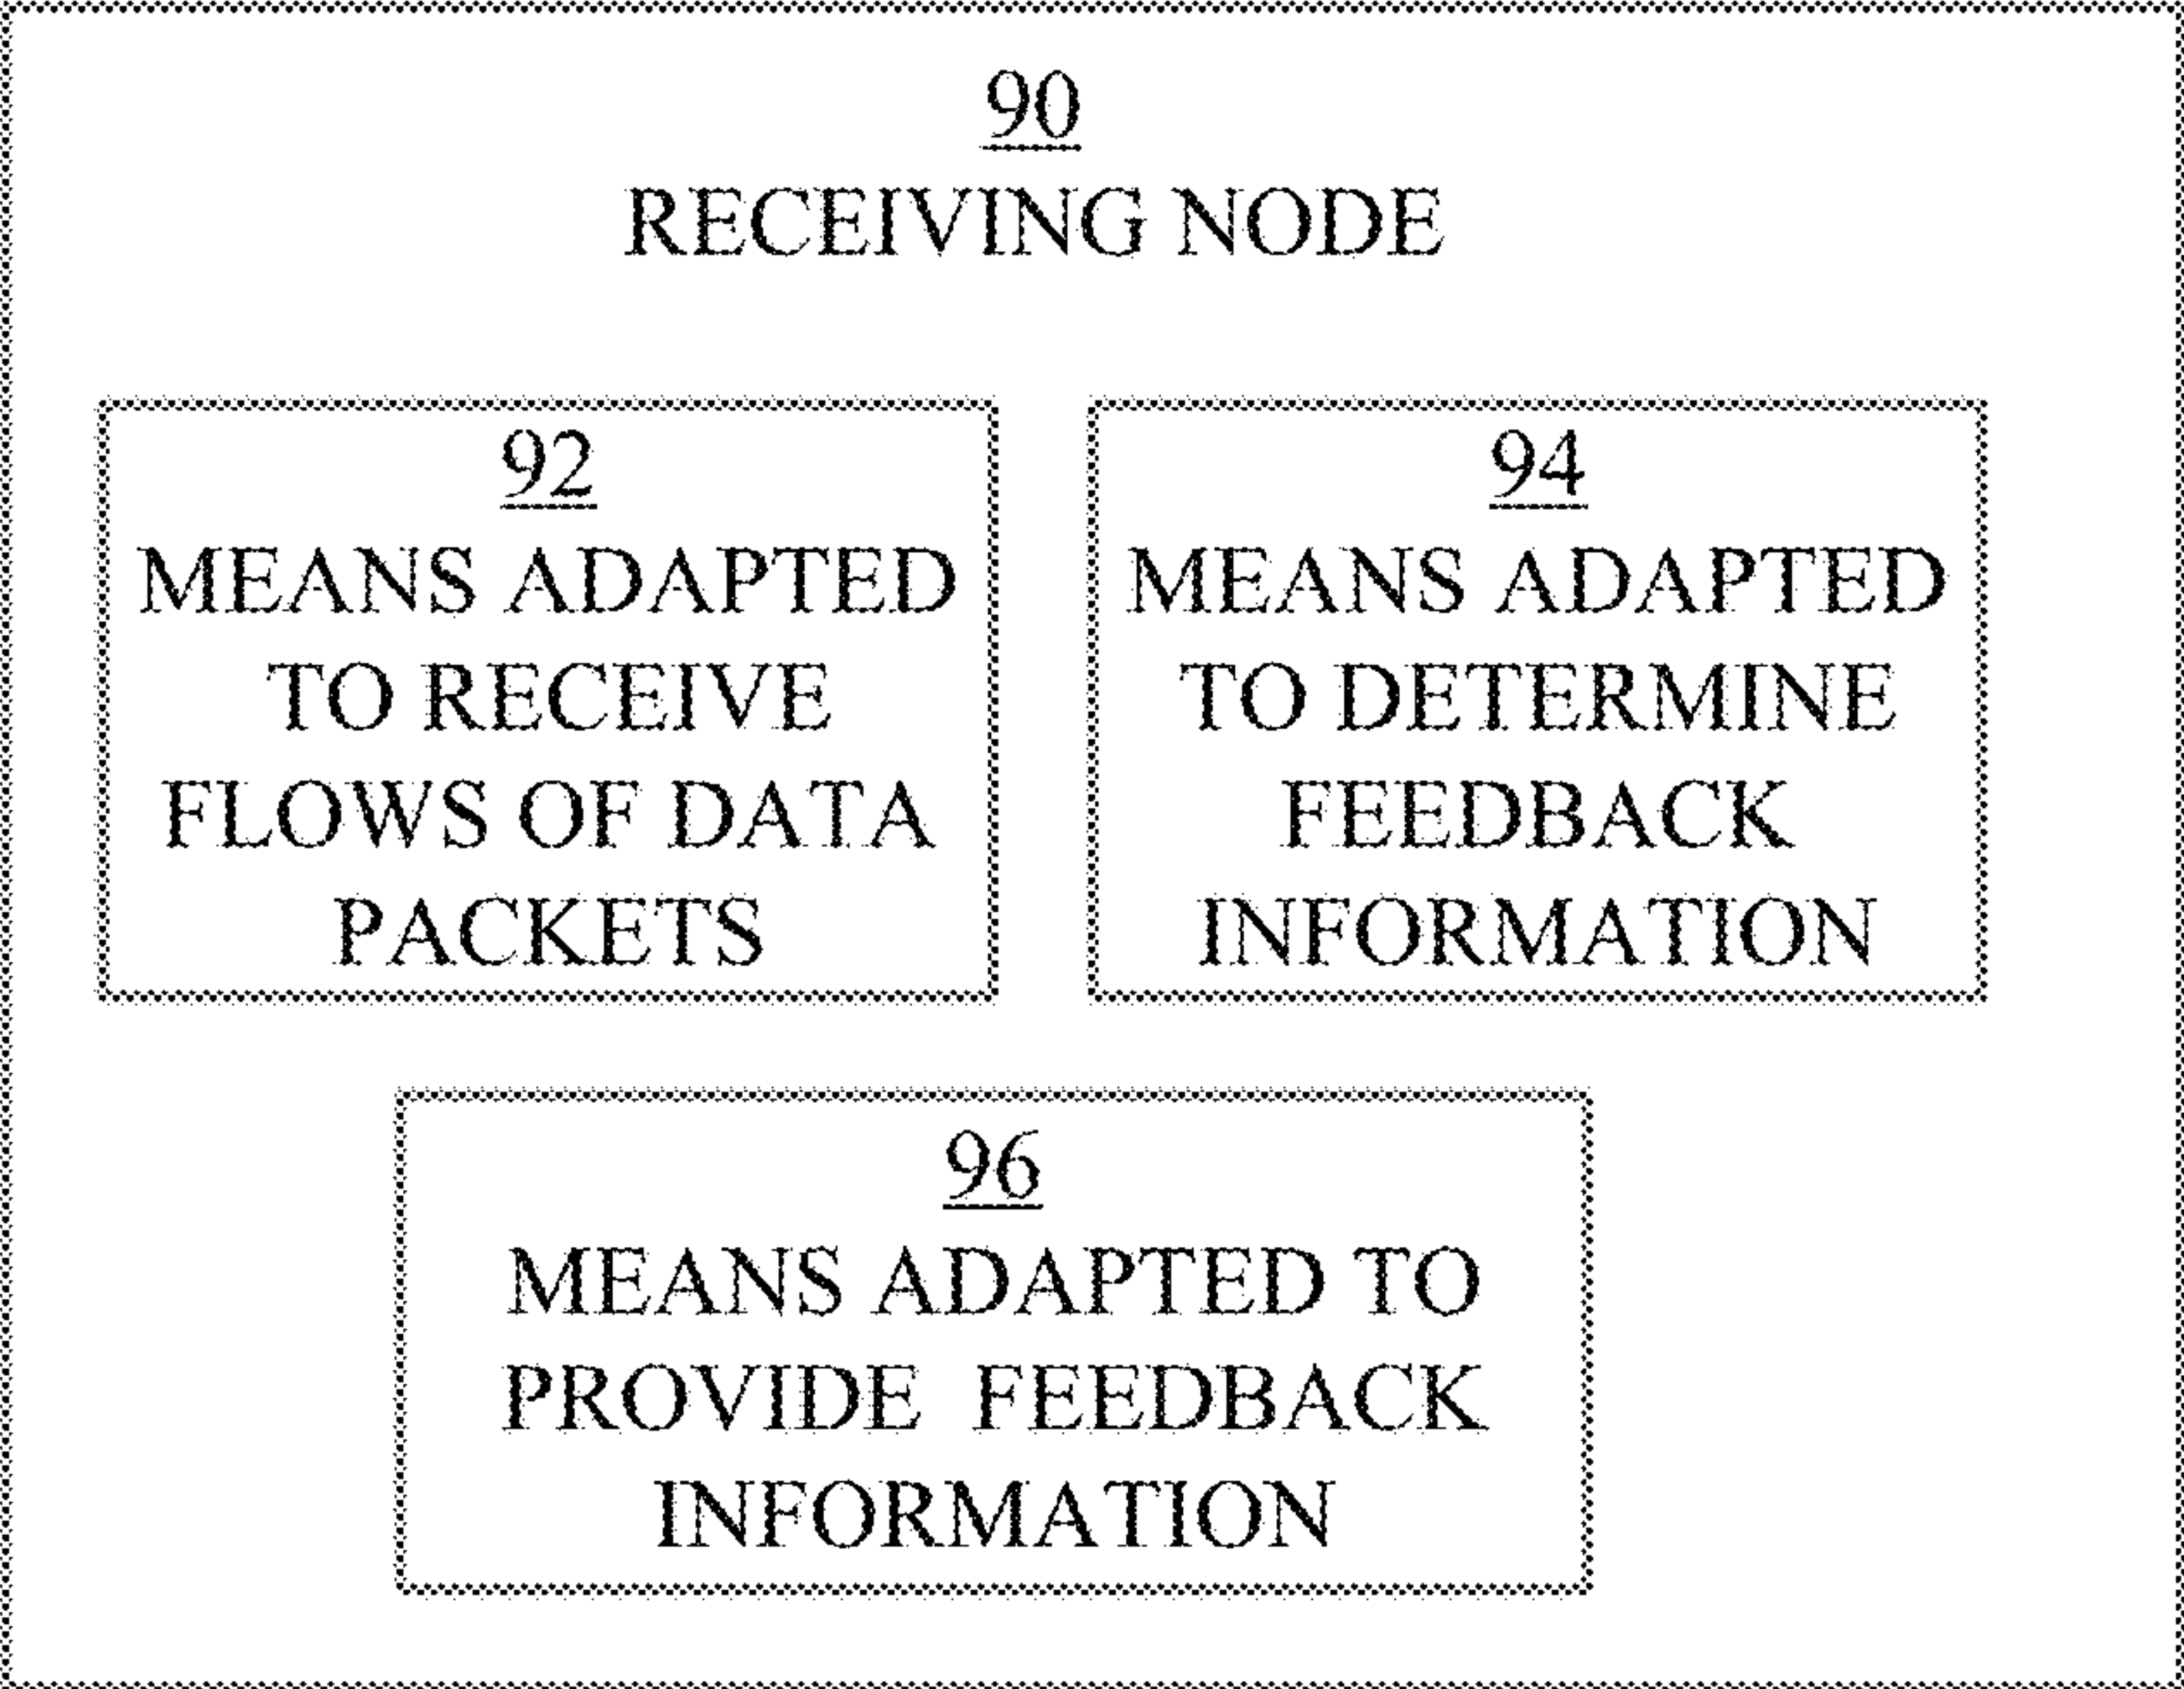 90
RECEIVING NODE
92
MEANS ADAPTED
TO RECEIVE
FLOWS OF DATA
PACKETS
94
MEANS ADAPTED
TO DETERMINE
FEEDBACK
INFORMATION
96
MEANS ADAPTED TO
PROVIDE FEEDBACK
INFORMATION